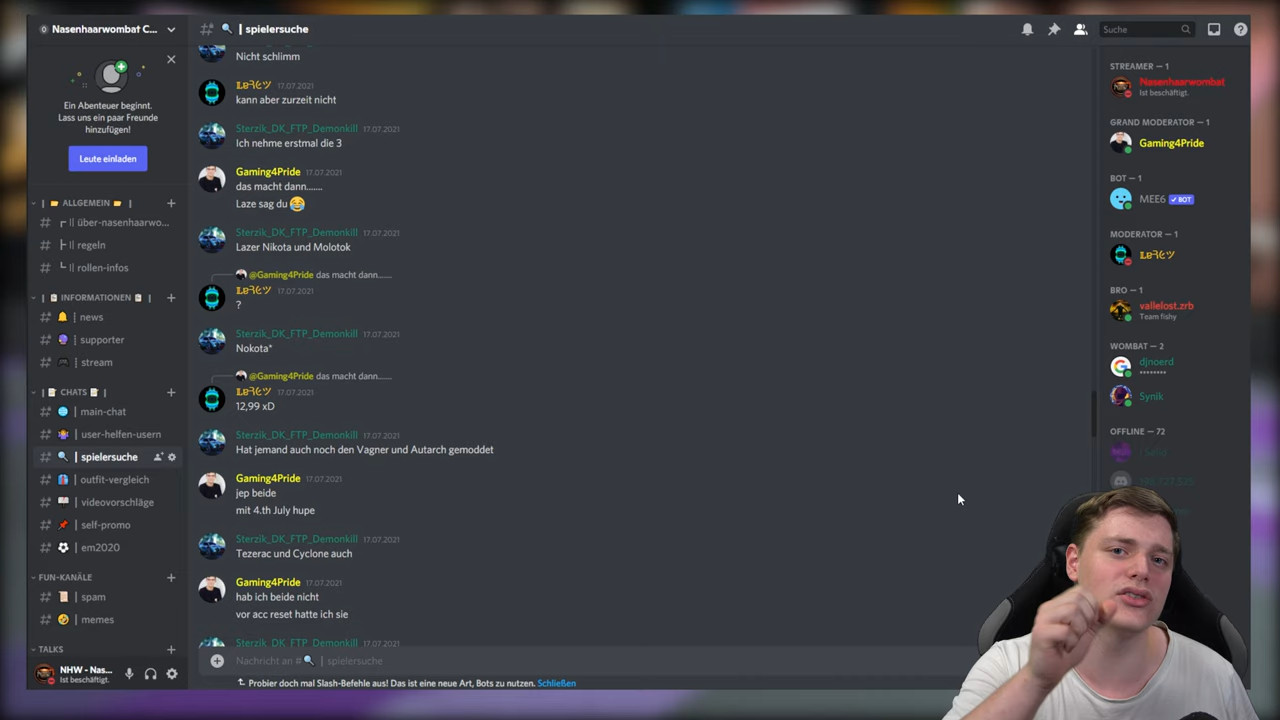 Nasenhaarwombat C...
Ein Abenteuer beginnt.
Lass uns ein paar Freunde
hinzufügen!
Leute einladen
ALLGEMEIN
über-nasenhaarwo...
regeln
rollen-infos
INFORMATIONEN
news
supporter
stream
CHATS
main-chat
user-helfen-usern
spielersuche
outfit-vergleich
videovorschläge
self-promo
em2020
FUN-KANÄLE
spam
memes
TALKS
NHW - Nas...
Ist beschäftigt.
spielersuche
Nicht schlimm
17.07.2021
kann aber zurzeit nicht
Sterzik_DK_FTP_Demonkill 17.07.2021
Ich nehme erstmal die 3
Gaming4Pride 17.07.2021
das macht dann.......
Laze sag du 😂
Sterzik_DK_FTP_Demonkill 17.07.2021
Lazer Nikota und Molotok
@Gaming4Pride das macht dann.......
17.07.2021
?
Sterzik_DK_FTP_Demonkill 17.07.2021
Nokota*
@Gaming4Pride das macht dann.......
17.07.2021
12,99 xD
Sterzik_DK_FTP_Demonkill 17.07.2021
Hat jemand auch noch den Vagner und Autarch gemoddet
Gaming4Pride 17.07.2021
jep beide
mit 4.th July hupe
Sterzik_DK_FTP_Demonkill 17.07.2021
Tezerac und Cyclone auch
Gaming4Pride 17.07.2021
hab ich beide nicht
vor acc reset hatte ich sie
Sterzik_DK_FTP_Demonkill 17.07.2021
Nachricht an #🔍 | spielersuche
Probier doch mal Slash-Befehle aus! Das ist eine neue Art, Bots zu nutzen. Schließen
Suche
STREAMER — 1
Nasenhaarwombat
Ist beschäftigt.
GRAND MODERATOR — 1
Gaming4Pride
BOT — 1
MEE6 ✓ BOT
MODERATOR — 1
BRO — 1
vallelost.zrb
Team fishy
WOMBAT — 2
djnoerd
********
Synik
OFFLINE — 72